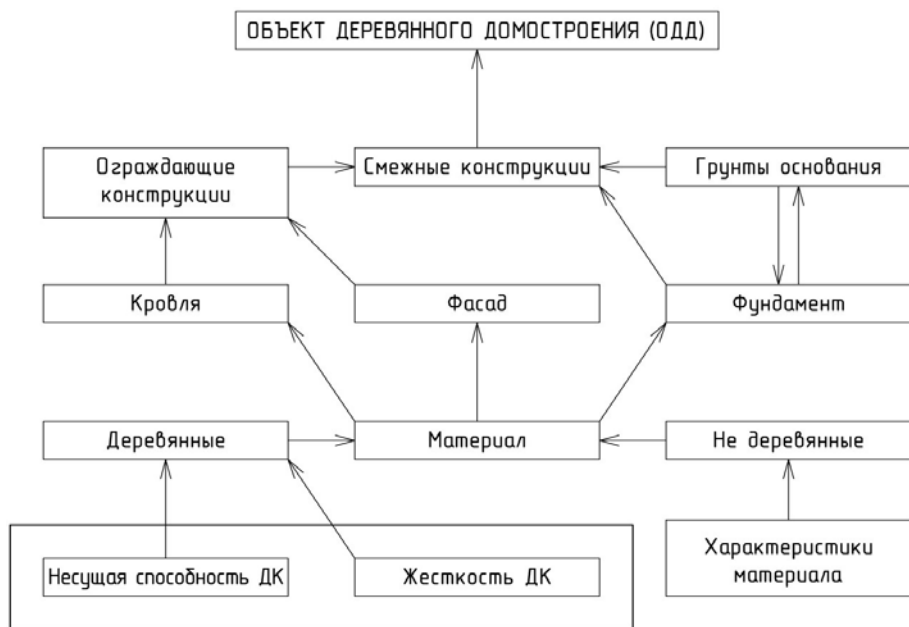 ОБЪЕКТ ДЕРЕВЯННОГО ДОМОСТРОЕНИЯ (ОДД)
Ограждающие
конструкции
Смежные конструкции
Грунты основания
Кровля
Фасад
Фундамент
Деревянные
Материал
Не деревянные
Несущая способность ДК
Жесткость ДК
Характеристики
материала